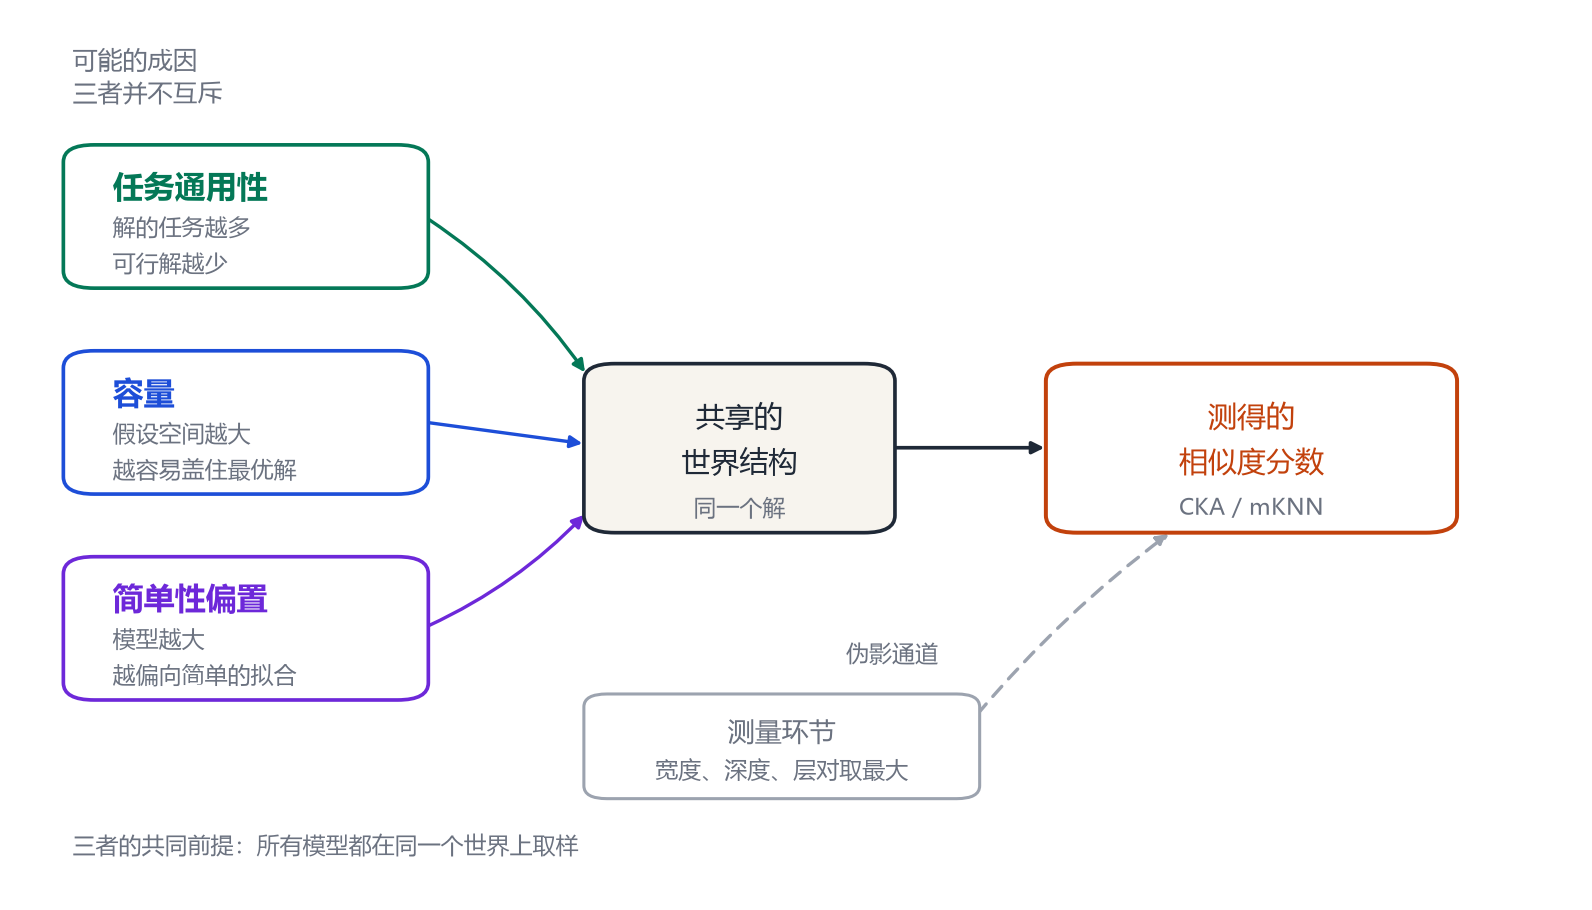 可能的成因
三者并不互斥
任务通用性
解的任务越多
可行解越少
容量
假设空间越大
越容易盖住最优解
简单性偏置
模型越大
越偏向简单的拟合
共享的
世界结构
同一个解
测得的
相似度分数
CKA / mKNN
伪影通道
测量环节
宽度、深度、层对取最大
三者的共同前提：所有模型都在同一个世界上取样